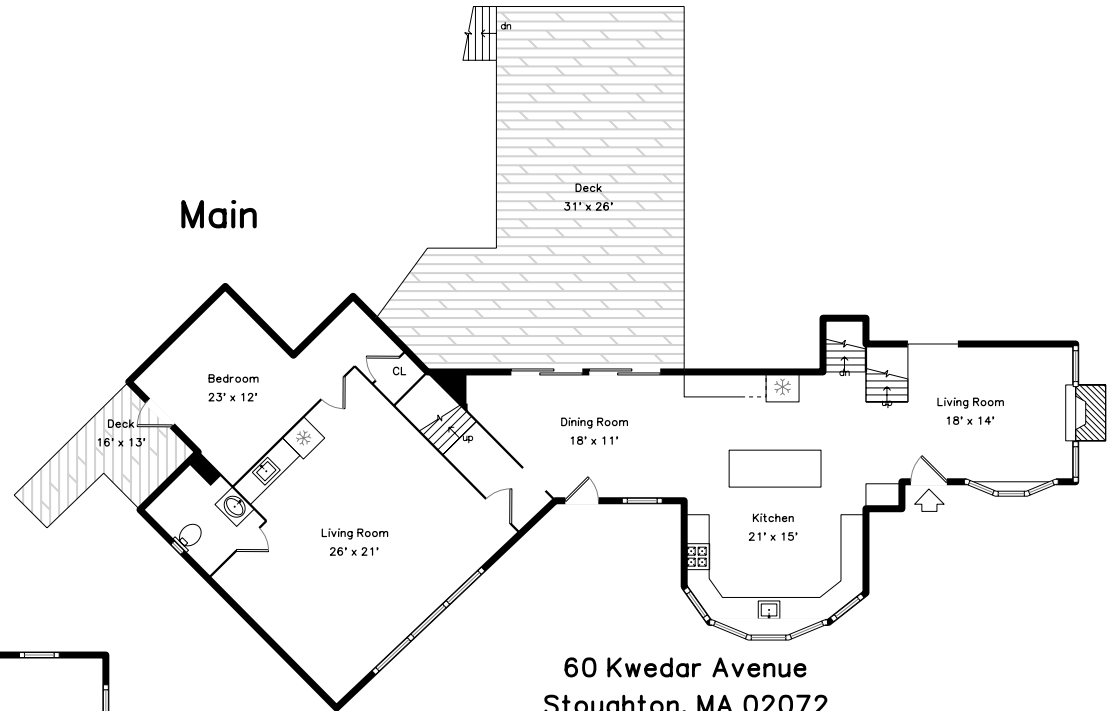 dn
Deck
31' x 26'
Main
Bedroom
23' x 12'
CL
Deck
16' x 13'
up
Dining Room
18' x 11'
dn
up
Living Room
18' x 14'
Living Room
26' x 21'
Kitchen
21' x 15'
60 Kwedar Avenue
Stoughton, MA 02072